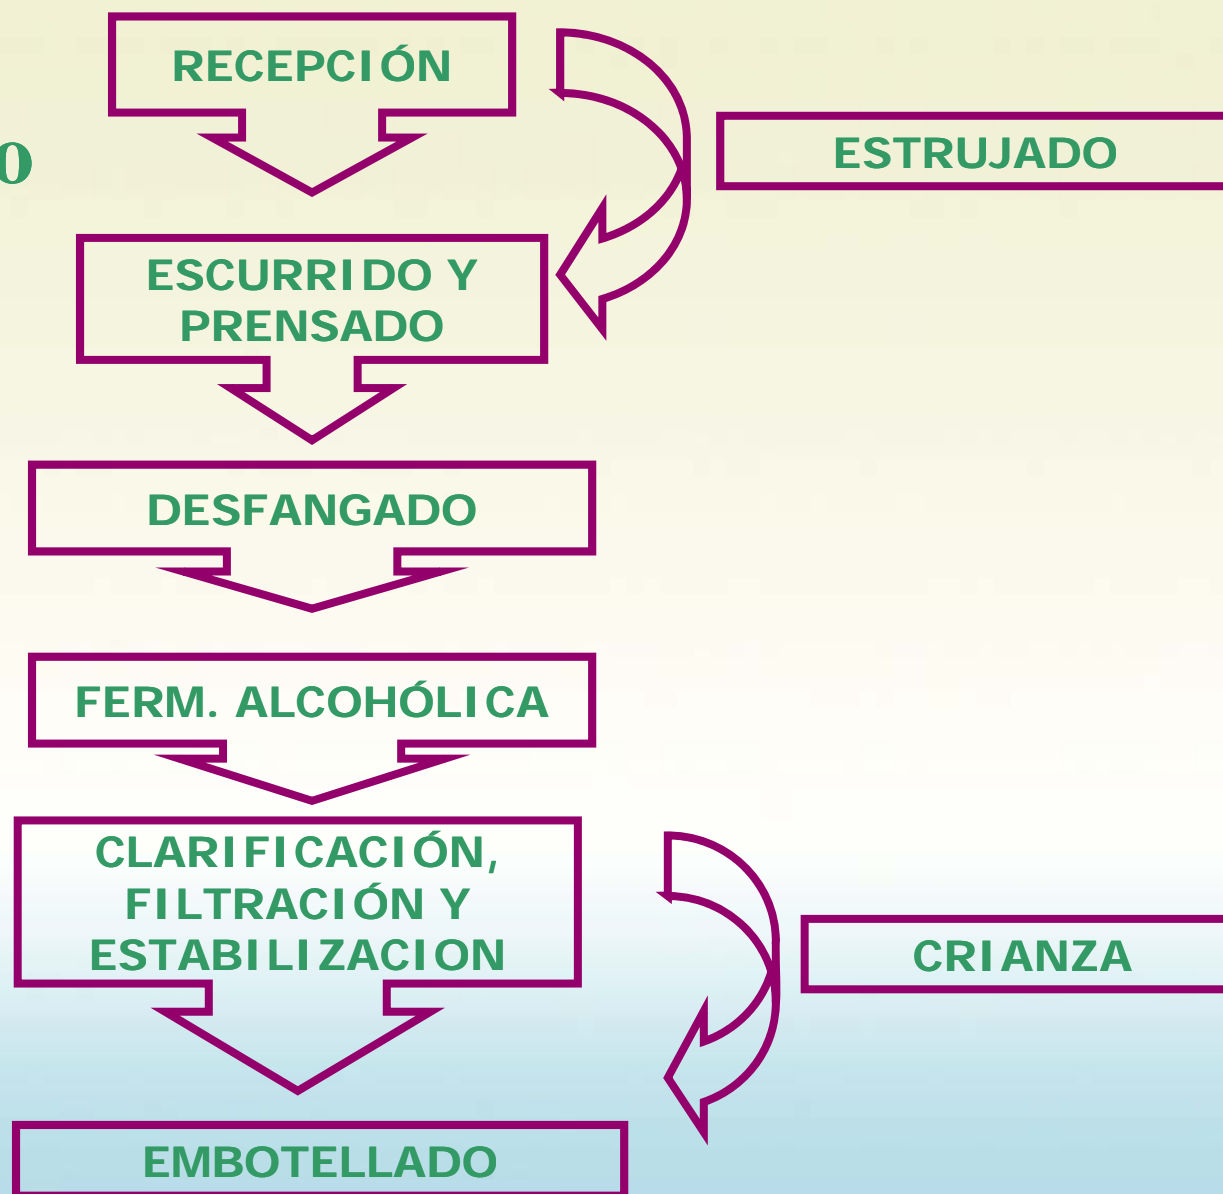 RECEPCIÓN
O
ESTRUJADO
ESCURRIDO Y
PRENSADO
DESFANGADO
FERM. ALCOHÓLICA
CLARIFICACIÓN,
FILTRACIÓN Y
ESTABILIZACION
CRIANZA
EMBOTELLADO